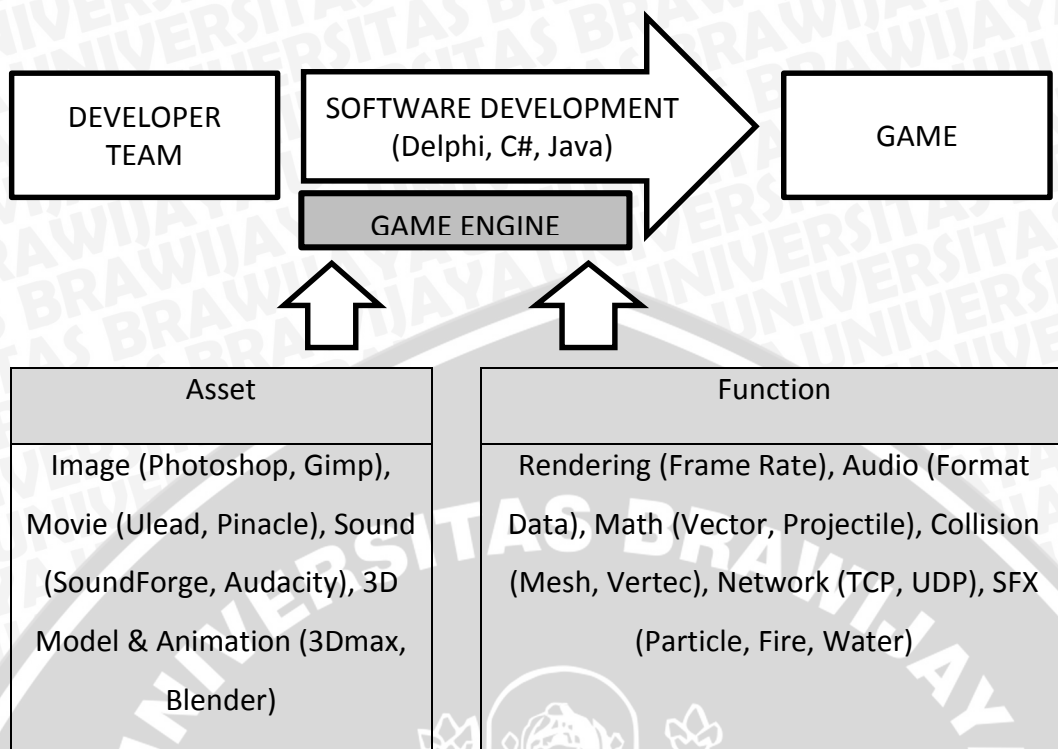 DEVELOPER
TEAM
SOFTWARE DEVELOPMENT
(Delphi, C#, Java)
GAME
GAME ENGINE
Asset
Image (Photoshop, Gimp),
Movie (Ulead, Pinacle), Sound
(SoundForge, Audacity), 3D
Model & Animation (3Dmax,
Blender)
Function
Rendering (Frame Rate), Audio (Format
Data), Math (Vector, Projectile), Collision
(Mesh, Vertec), Network (TCP, UDP), SFX
(Particle, Fire, Water)
UNIVERSITAS BRAWIJAYA